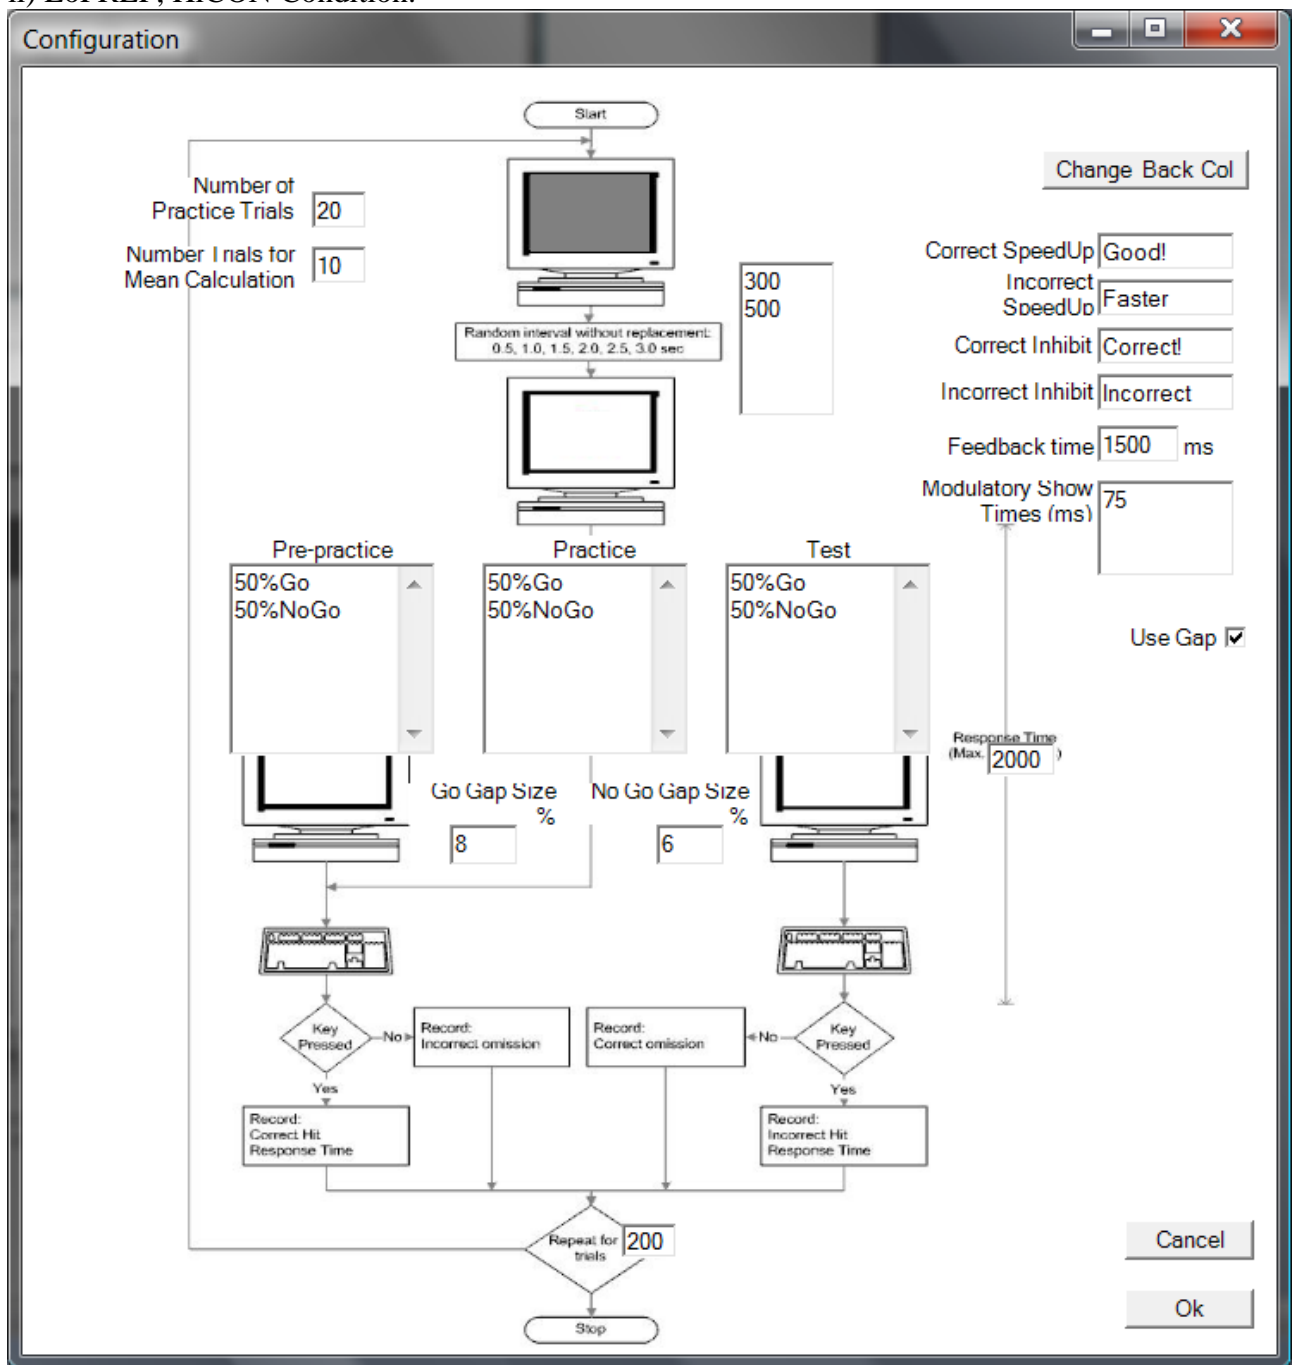 II) LoPREP, HiCON Condition.
Configuration
Start
Change Back Col
Number of
Practice Trials 20
Number Trials for
Mean Calculation 10
Correct SpeedUp Good!
Incorrect
SpeedUp Faster
Correct Inhibit Correct!
Incorrect Inhibit Incorrect
Feedback time 1500 ms
Modulatory Show
Times (ms) 75
300
500
Random interval without replacement:
0.5, 1.0, 1.5, 2.0, 2.5, 3.0 sec
Pre-practice
50%Go
50%NoGo
Practice
50%Go
50%NoGo
Test
50%Go
50%NoGo
Use Gap
Response Time
(Max. 2000 )
Go Gap Size
%
8
No Go Gap Size
%
6
Key
Pressed
No
Record:
Incorrect omission
Record:
Correct omission
No
Key
Pressed
Yes
Yes
Record:
Correct Hit
Response Time
Record:
Incorrect Hit
Response Time
Repeat for 200
trials
Stop
Cancel
Ok